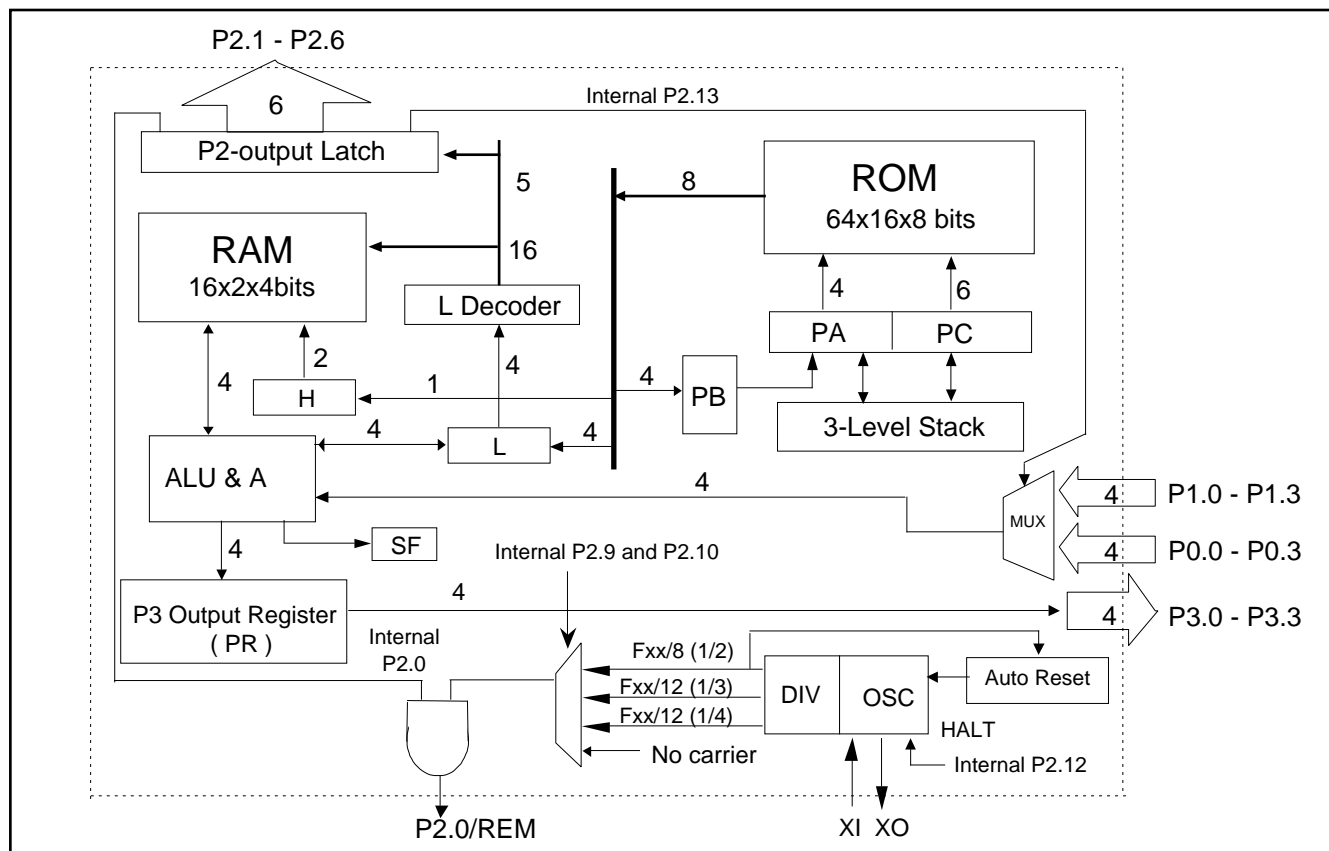 P2.1 - P2.6
6
Internal P2.13
P2-output Latch
5
8
ROM
64x16x8 bits
RAM
16x2x4bits
16
L Decoder
4
6
PA
PC
2
4
4
H
1
4
PB
3-Level Stack
4
L
4
ALU & A
4
MUX
4
P1.0 - P1.3
4
P0.0 - P0.3
SF
4
Internal P2.9 and P2.10
P3 Output Register
( PR )
4
4
P3.0 - P3.3
Internal
P2.0
Fxx/8 (1/2)
Fxx/12 (1/3)
Fxx/12 (1/4)
No carrier
DIV
OSC
Auto Reset
HALT
Internal P2.12
P2.0/REM
XI
XO